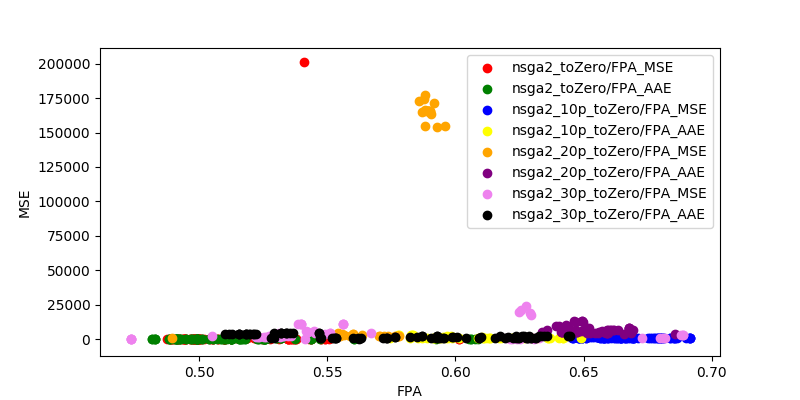 200000
175000
150000
125000
100000
75000
50000
25000
0
MSE
nsga2_toZero/FPA_MSE
nsga2_toZero/FPA_AAE
nsga2_10p_toZero/FPA_MSE
nsga2_10p_toZero/FPA_AAE
nsga2_20p_toZero/FPA_MSE
nsga2_20p_toZero/FPA_AAE
nsga2_30p_toZero/FPA_MSE
nsga2_30p_toZero/FPA_AAE
0.50 0.55 0.60 0.65 0.70
FPA